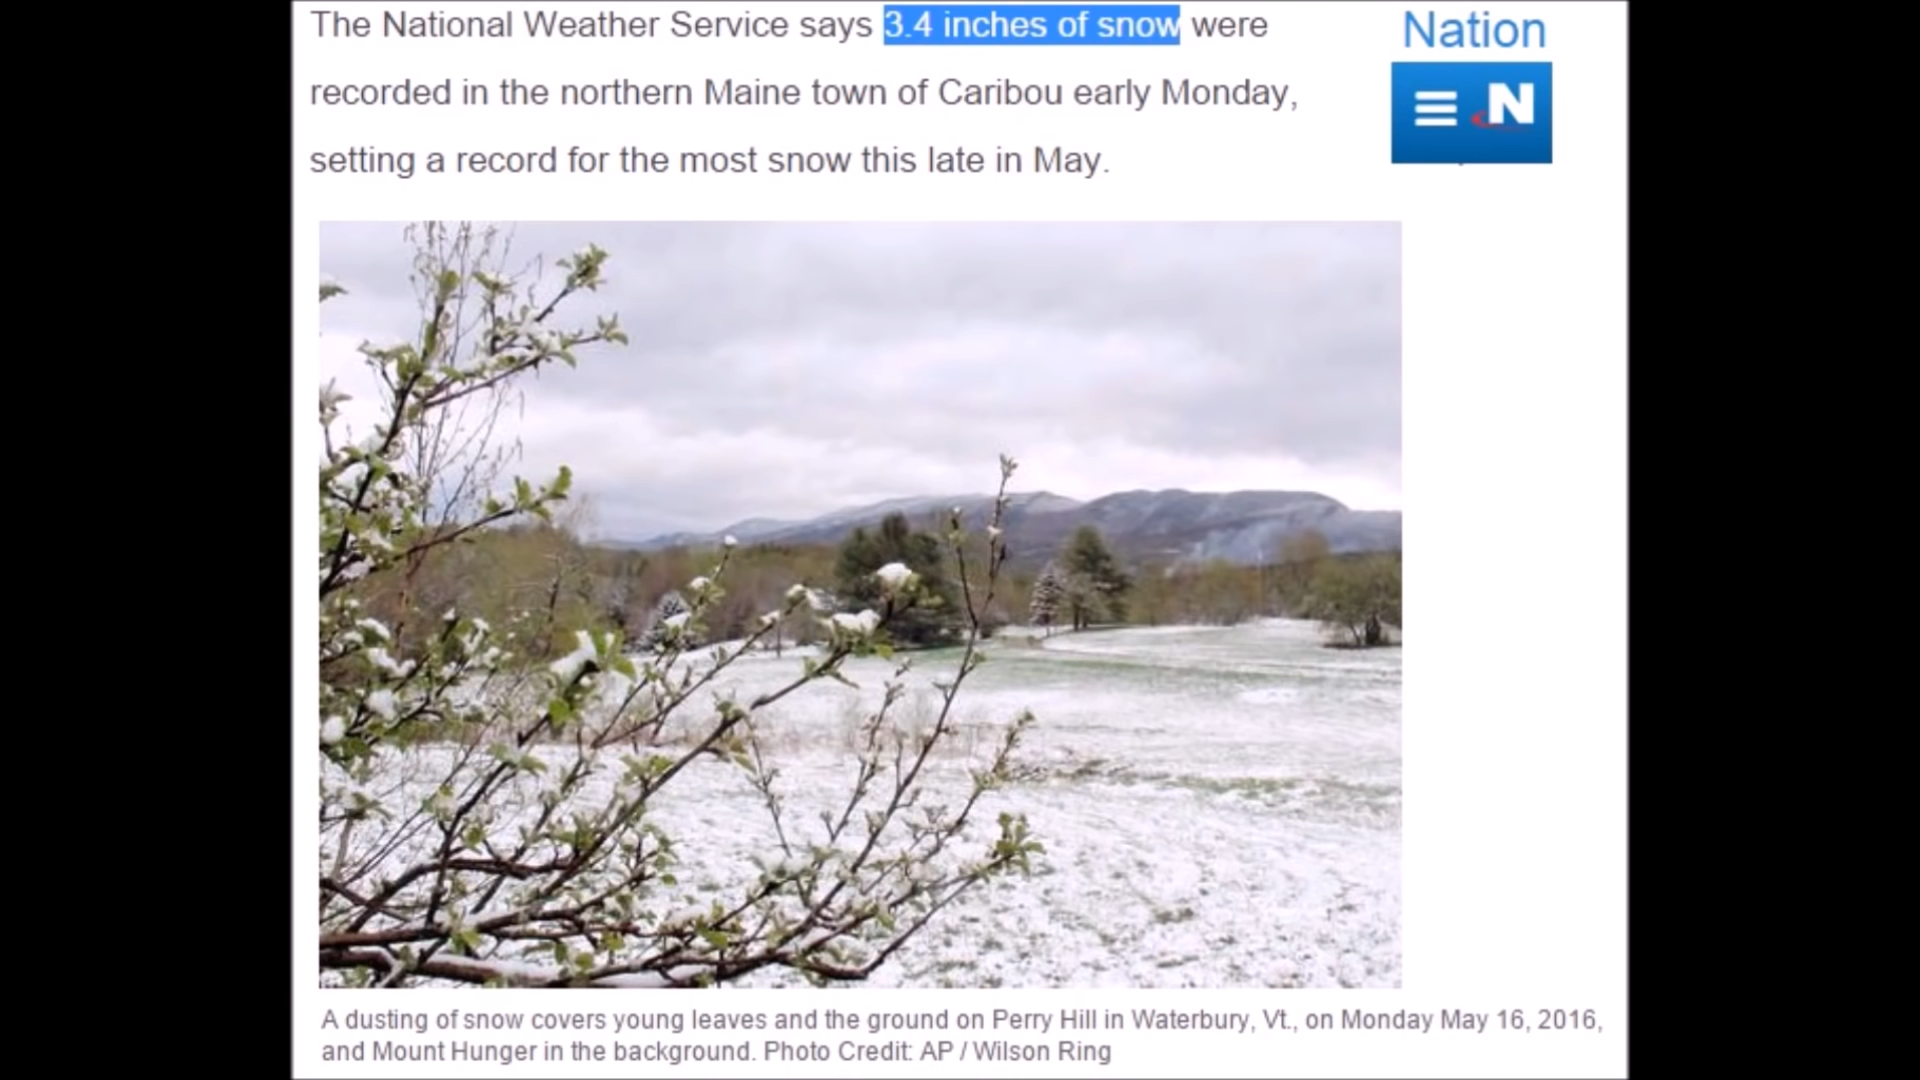 The National Weather Service says 3.4 inches of snow were
recorded in the northern Maine town of Caribou early Monday,
setting a record for the most snow this late in May.
Nation
N
A dusting of snow covers young leaves and the ground on Perry Hill in Waterbury, Vt., on Monday May 16, 2016,
and Mount Hunger in the background. Photo Credit: AP / Wilson Ring